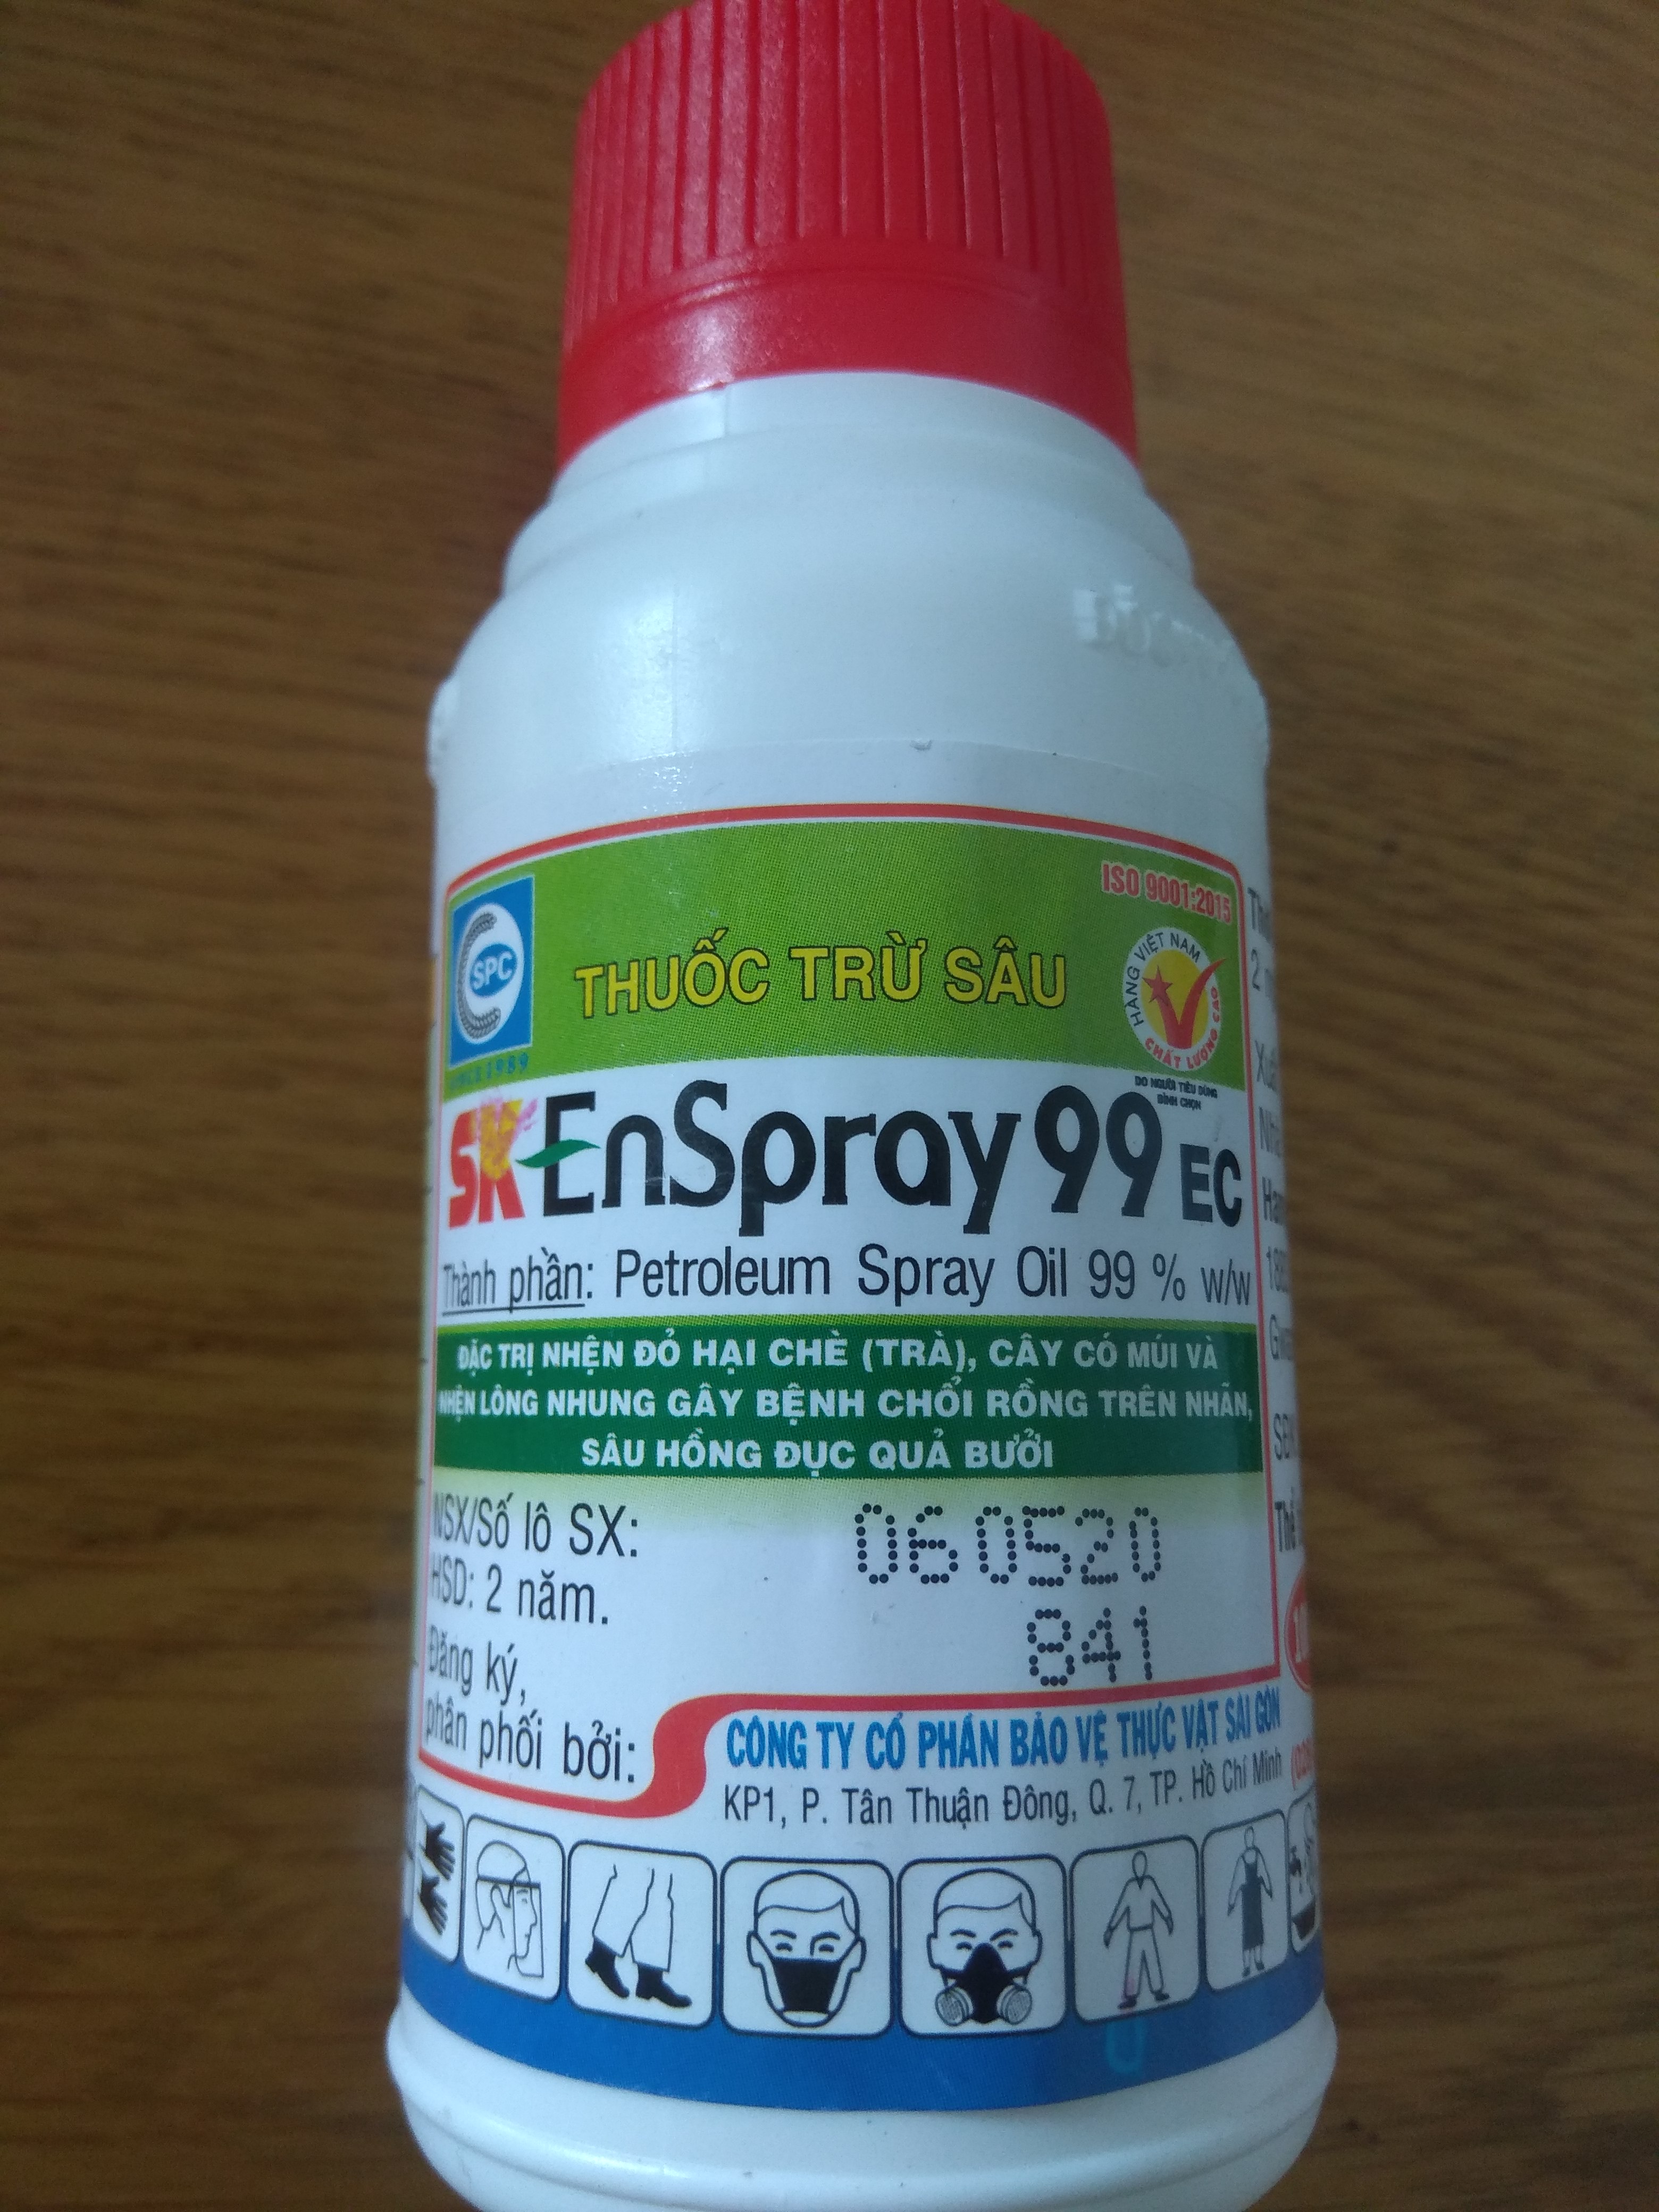 ISO 9001:2015
SPC
SINCE 1989
THUỐC TRỪ SÂU
HÀNG VIỆT NAM
CHẤT LƯỢNG CAO
DO NGƯỜI TIÊU DÙNG
BÌNH CHỌN
SK EnSpray 99 EC
Thành phần: Petroleum Spray Oil 99 % w/w
ĐẶC TRỊ NHỆN ĐỎ HẠI CHÈ (TRÀ), CÂY CÓ MÚI VÀ
NHỆN LÔNG NHUNG GÂY BỆNH CHỔI RỒNG TRÊN NHÃN,
SÂU HỒNG ĐỤC QUẢ BƯỞI
NSX/Số lô SX: 060520
HSD: 2 năm.
841
Đăng ký,
phân phối bởi:
CÔNG TY CỔ PHẦN BẢO VỆ THỰC VẬT SÀI GÒN
KP1, P. Tân Thuận Đông, Q. 7, TP. Hồ Chí Minh